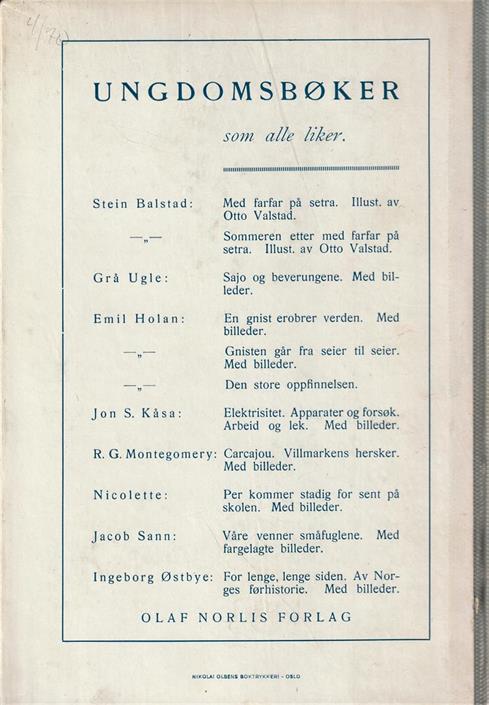 4/70
UNGDOMSBØKER
som alle liker.
Stein Balstad: Med farfar på setra. Illust. av
Otto Valstad.
—„— Sommeren etter med farfar på
setra. Illust. av Otto Valstad.
Grå Ugle: Sajo og beverungene. Med bil-
leder.
Emil Holan: En gnist erobrer verden. Med
billeder.
—„— Gnisten går fra seier til seier.
Med billeder.
—„— Den store oppfinnelsen.
Jon S. Kåsa: Elektrisitet. Apparater og forsøk.
Arbeid og lek. Med billeder.
R. G. Montegomery: Carcajou. Villmarkens hersker.
Med billeder.
Nicolette: Per kommer stadig for sent på
skolen. Med billeder.
Jacob Sann: Våre venner småfuglene. Med
fargelagte billeder.
Ingeborg Østbye: For lenge, lenge siden. Av Nor-
ges førhistorie. Med billeder.
OLAF NORLIS FORLAG
NIKOLAI OLSENS BOKTRYKKERI - OSLO